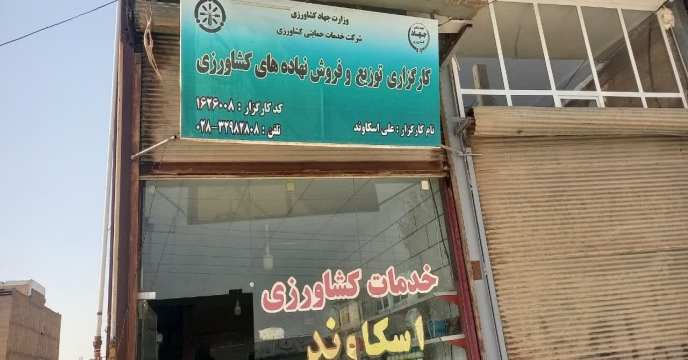 وزارت جهاد کشاورزی
شرکت خدمات حمایتی کشاورزی
کارگزاری توزیع و فروش نهاده های کشاورزی
کد کارگزار : ۱۶۲۶۰۰۸
نام کارگزار : علی اسکاوند
تلفن : ۳۲۹۸۲۸۰۸-۰۲۸
خدمات کشاورزی
اسکاوند